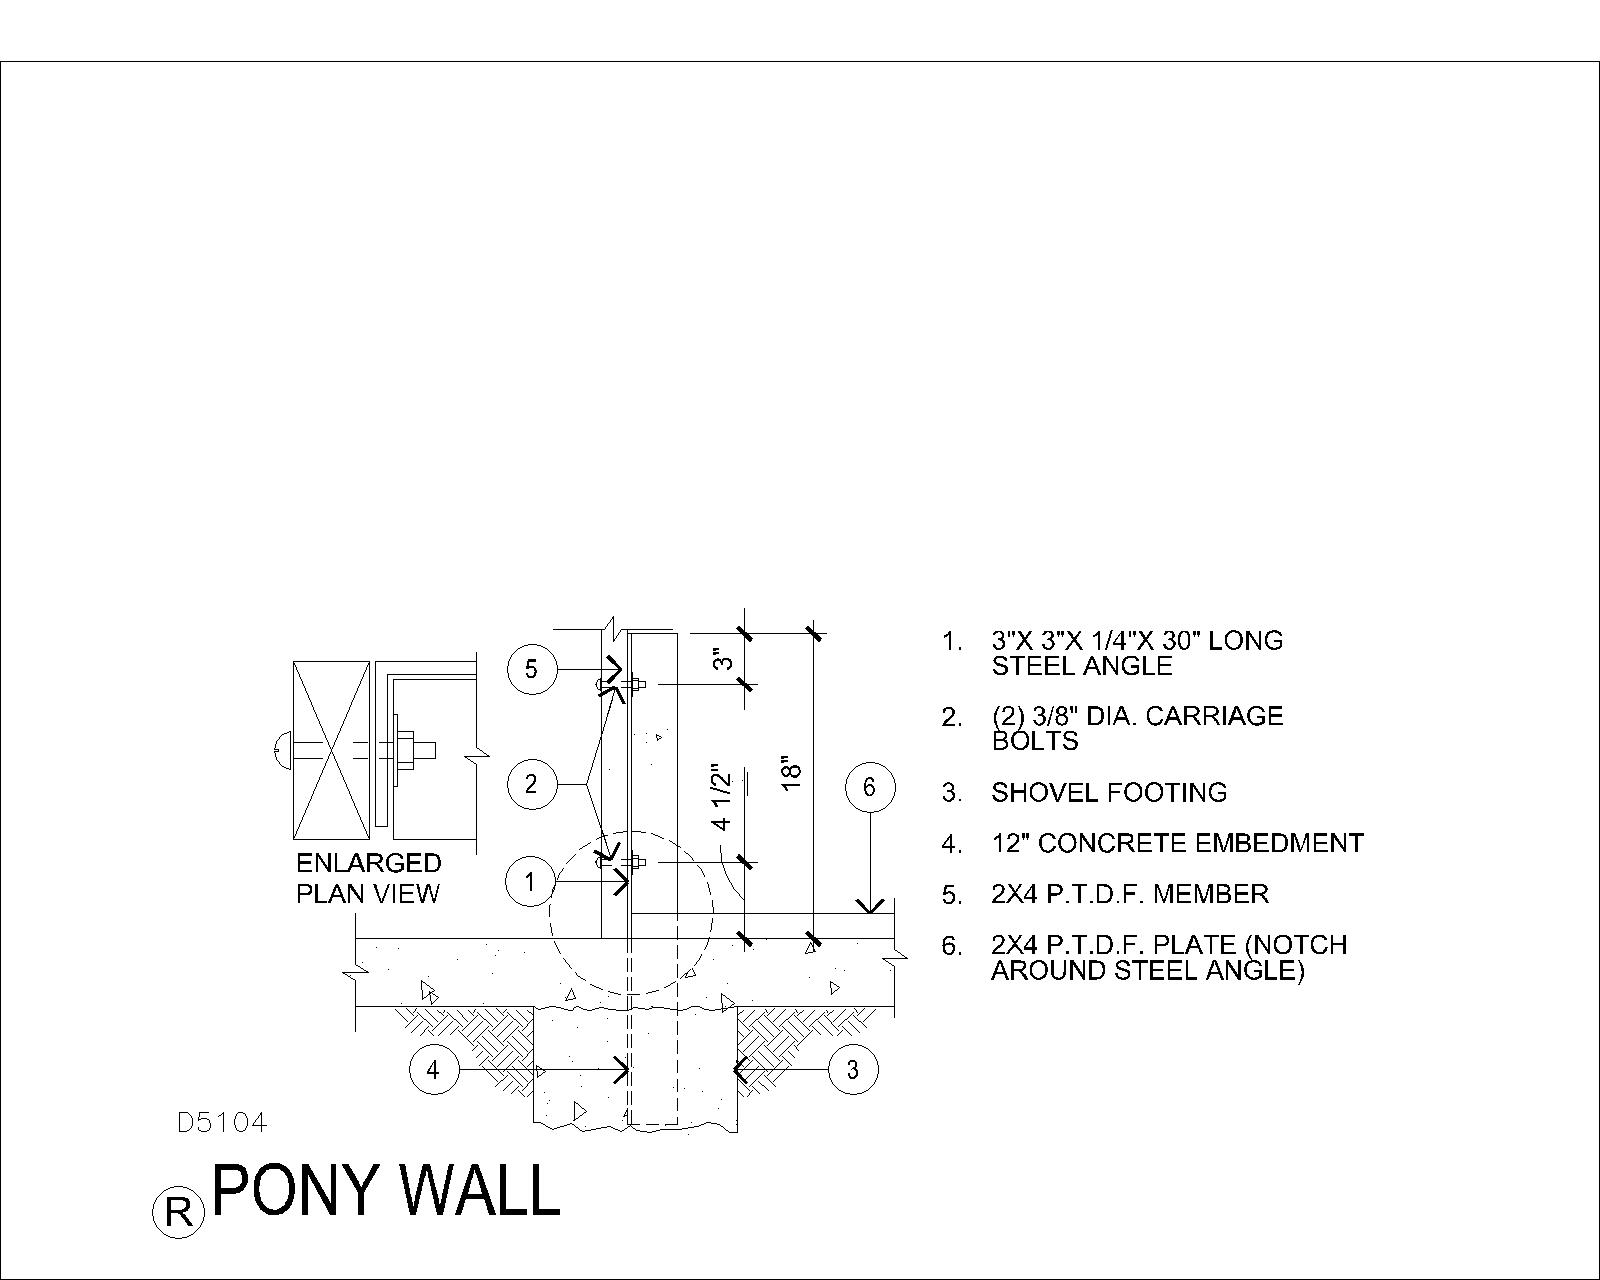 5
2
1
4
3
6
3"
4 1/2"
18"
ENLARGED
PLAN VIEW
1. 3"X 3"X 1/4"X 30" LONG
STEEL ANGLE
2. (2) 3/8" DIA. CARRIAGE
BOLTS
3. SHOVEL FOOTING
4. 12" CONCRETE EMBEDMENT
5. 2X4 P.T.D.F. MEMBER
6. 2X4 P.T.D.F. PLATE (NOTCH
AROUND STEEL ANGLE)
D5104
R PONY WALL